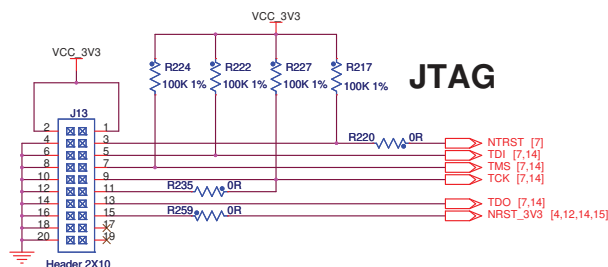 VCC_3V3
VCC_3V3
R224 R222 R227 R217
100K 1% 100K 1% 100K 1% 100K 1%
JTAG
J13
2 1
4 3 R220 0R NTRST [7]
6 5 TDI [7,14]
8 7 TMS [7,14]
10 9 TCK [7,14]
12 11 R235 0R
14 13 TDO [7,14]
16 15 R259 0R NRST_3V3 [4,12,14,15]
18 17
20 19
Header 2X10